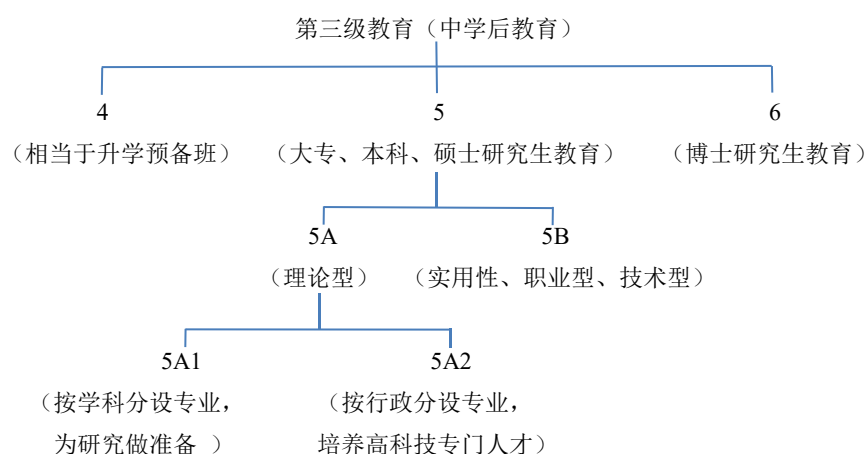 第三级教育(中学后教育)
4 5 6
(相当于升学预备班) (大专、本科、硕士研究生教育) (博士研究生教育)
5A 5B
(理论型) (实用性、职业型、技术型)
5A1 5A2
(按学科分设专业, (按行政分设专业,
为研究做准备 ) 培养高科技专门人才)